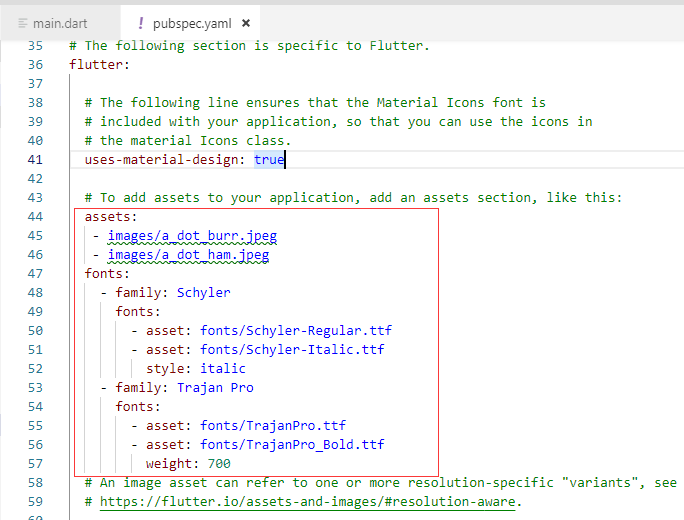 main.dart
! pubspec.yaml ×
35 # The following section is specific to Flutter.
36 flutter:
37
38 # The following line ensures that the Material Icons font is
39 # included with your application, so that you can use the icons in
40 # the material Icons class.
41 uses-material-design: true
42
43 # To add assets to your application, add an assets section, like this:
44 assets:
45 - images/a_dot_burr.jpeg
46 - images/a_dot_ham.jpeg
47 fonts:
48 - family: Schyler
49 fonts:
50 - asset: fonts/Schyler-Regular.ttf
51 - asset: fonts/Schyler-Italic.ttf
52 style: italic
53 - family: Trajan Pro
54 fonts:
55 - asset: fonts/TrajanPro.ttf
56 - asset: fonts/TrajanPro_Bold.ttf
57 weight: 700
58 # An image asset can refer to one or more resolution-specific "variants", see
59 # https://flutter.io/assets-and-images/#resolution-aware.